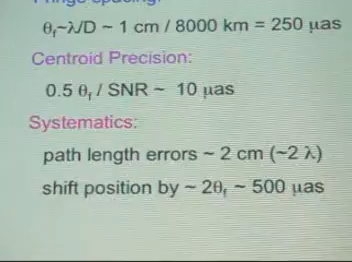 θf~λ/D ~ 1 cm / 8000 km = 250 μas
Centroid Precision:
0.5 θf / SNR ~ 10 μas
Systematics:
path length errors ~ 2 cm (~2 λ)
shift position by ~ 2θf ~ 500 μas